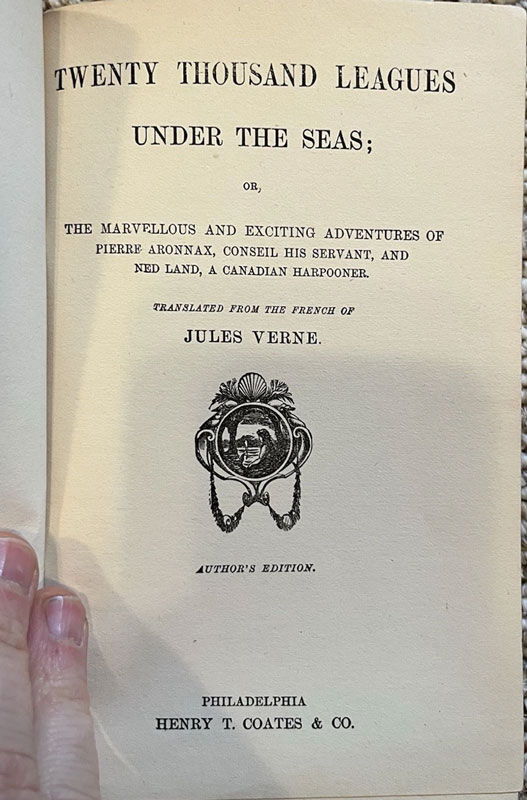 TWENTY THOUSAND LEAGUES
UNDER THE SEAS;
OR,
THE MARVELLOUS AND EXCITING ADVENTURES OF
PIERRE ARONNAX, CONSEIL HIS SERVANT, AND
NED LAND, A CANADIAN HARPOONER.
TRANSLATED FROM THE FRENCH OF
JULES VERNE.
AUTHOR'S EDITION.
PHILADELPHIA
HENRY T. COATES & CO.